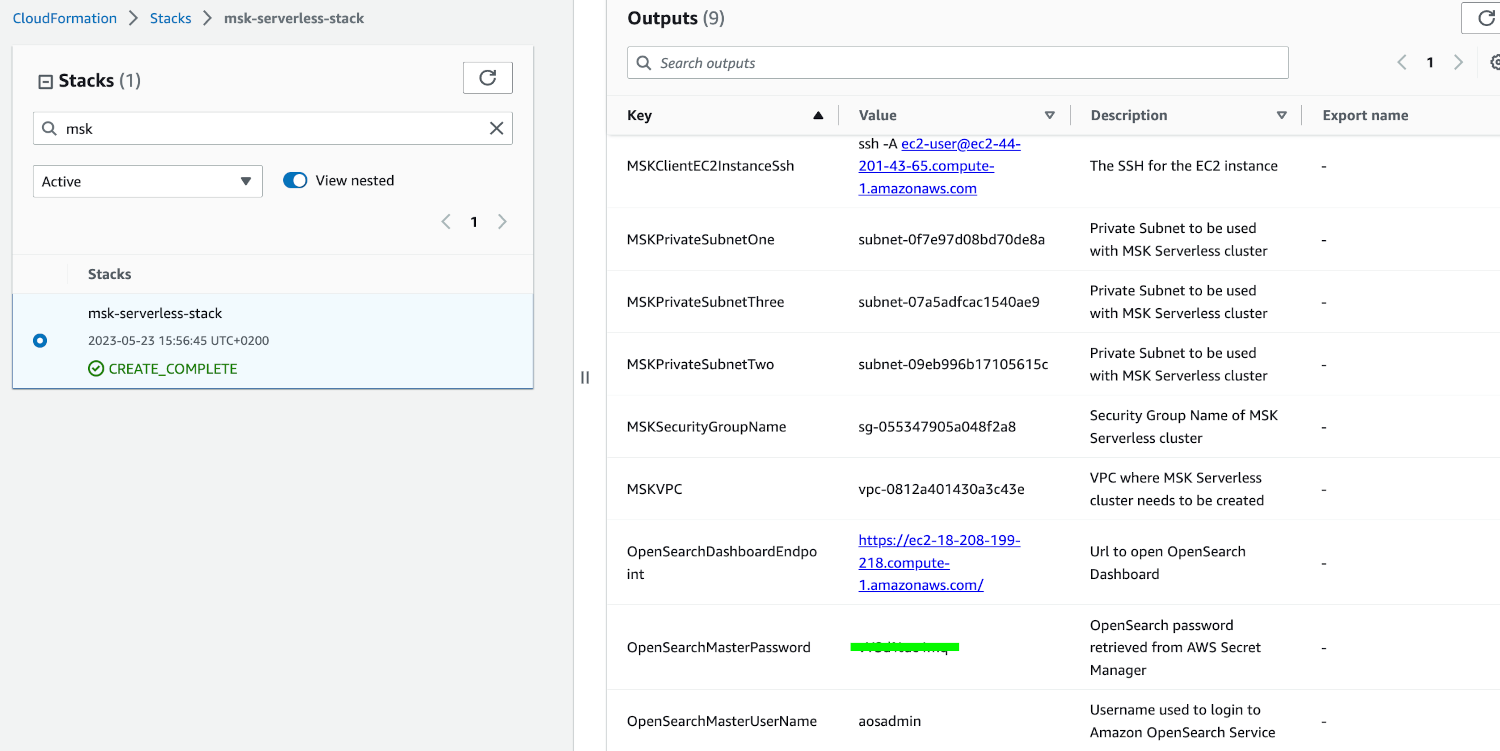 CloudFormation > Stacks > msk-serverless-stack
Stacks (1)
msk
Active
View nested
< 1 >
Stacks
msk-serverless-stack
2023-05-23 15:56:45 UTC+0200
CREATE_COMPLETE
Outputs (9)
Search outputs
< 1 >
Key Value Description Export name
MSKClientEC2InstanceSsh
ssh -A ec2-user@ec2-44-
201-43-65.compute-
1.amazonaws.com
The SSH for the EC2 instance
-
MSKPrivateSubnetOne
subnet-0f7e97d08bd70de8a
Private Subnet to be used
with MSK Serverless cluster
-
MSKPrivateSubnetThree
subnet-07a5adfcac1540ae9
Private Subnet to be used
with MSK Serverless cluster
-
MSKPrivateSubnetTwo
subnet-09eb996b17105615c
Private Subnet to be used
with MSK Serverless cluster
-
MSKSecurityGroupName
sg-055347905a048f2a8
Security Group Name of MSK
Serverless cluster
-
MSKVPC
vpc-0812a401430a3c43e
VPC where MSK Serverless
cluster needs to be created
-
OpenSearchDashboardEndpo
int
https://ec2-18-208-199-
218.compute-
1.amazonaws.com/
Url to open OpenSearch
Dashboard
-
OpenSearchMasterPassword
OpenSearch password
retrieved from AWS Secret
Manager
-
OpenSearchMasterUserName
aosadmin
Username used to login to
Amazon OpenSearch Service
-